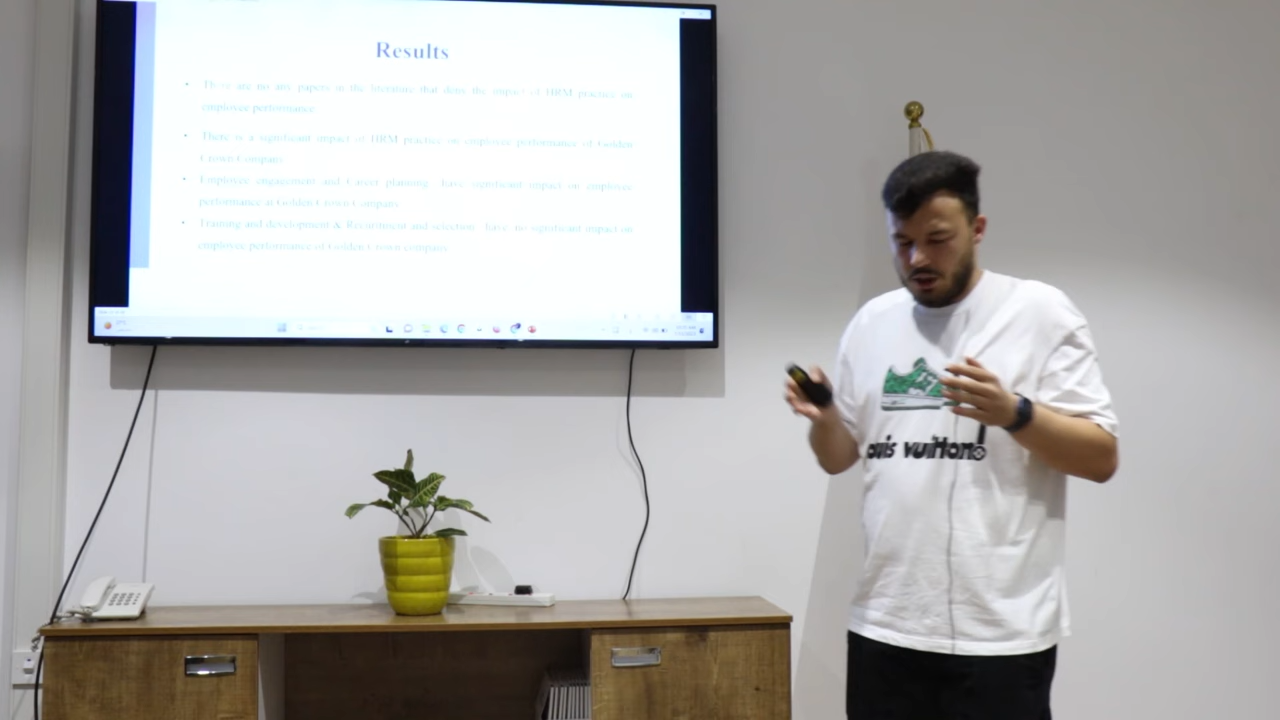 Results
• There are no any papers in the literature that deny the impact of HRM practice on
employee performance.
• There is a significant impact of HRM practice on employee performance of Golden
Crown Company
• Employee engagement and Career planning have significant impact on employee
performance at Golden Crown Company
• Training and development & Recruitment and selection have no significant impact on
employee performance of Golden Crown company
ouis vuitton